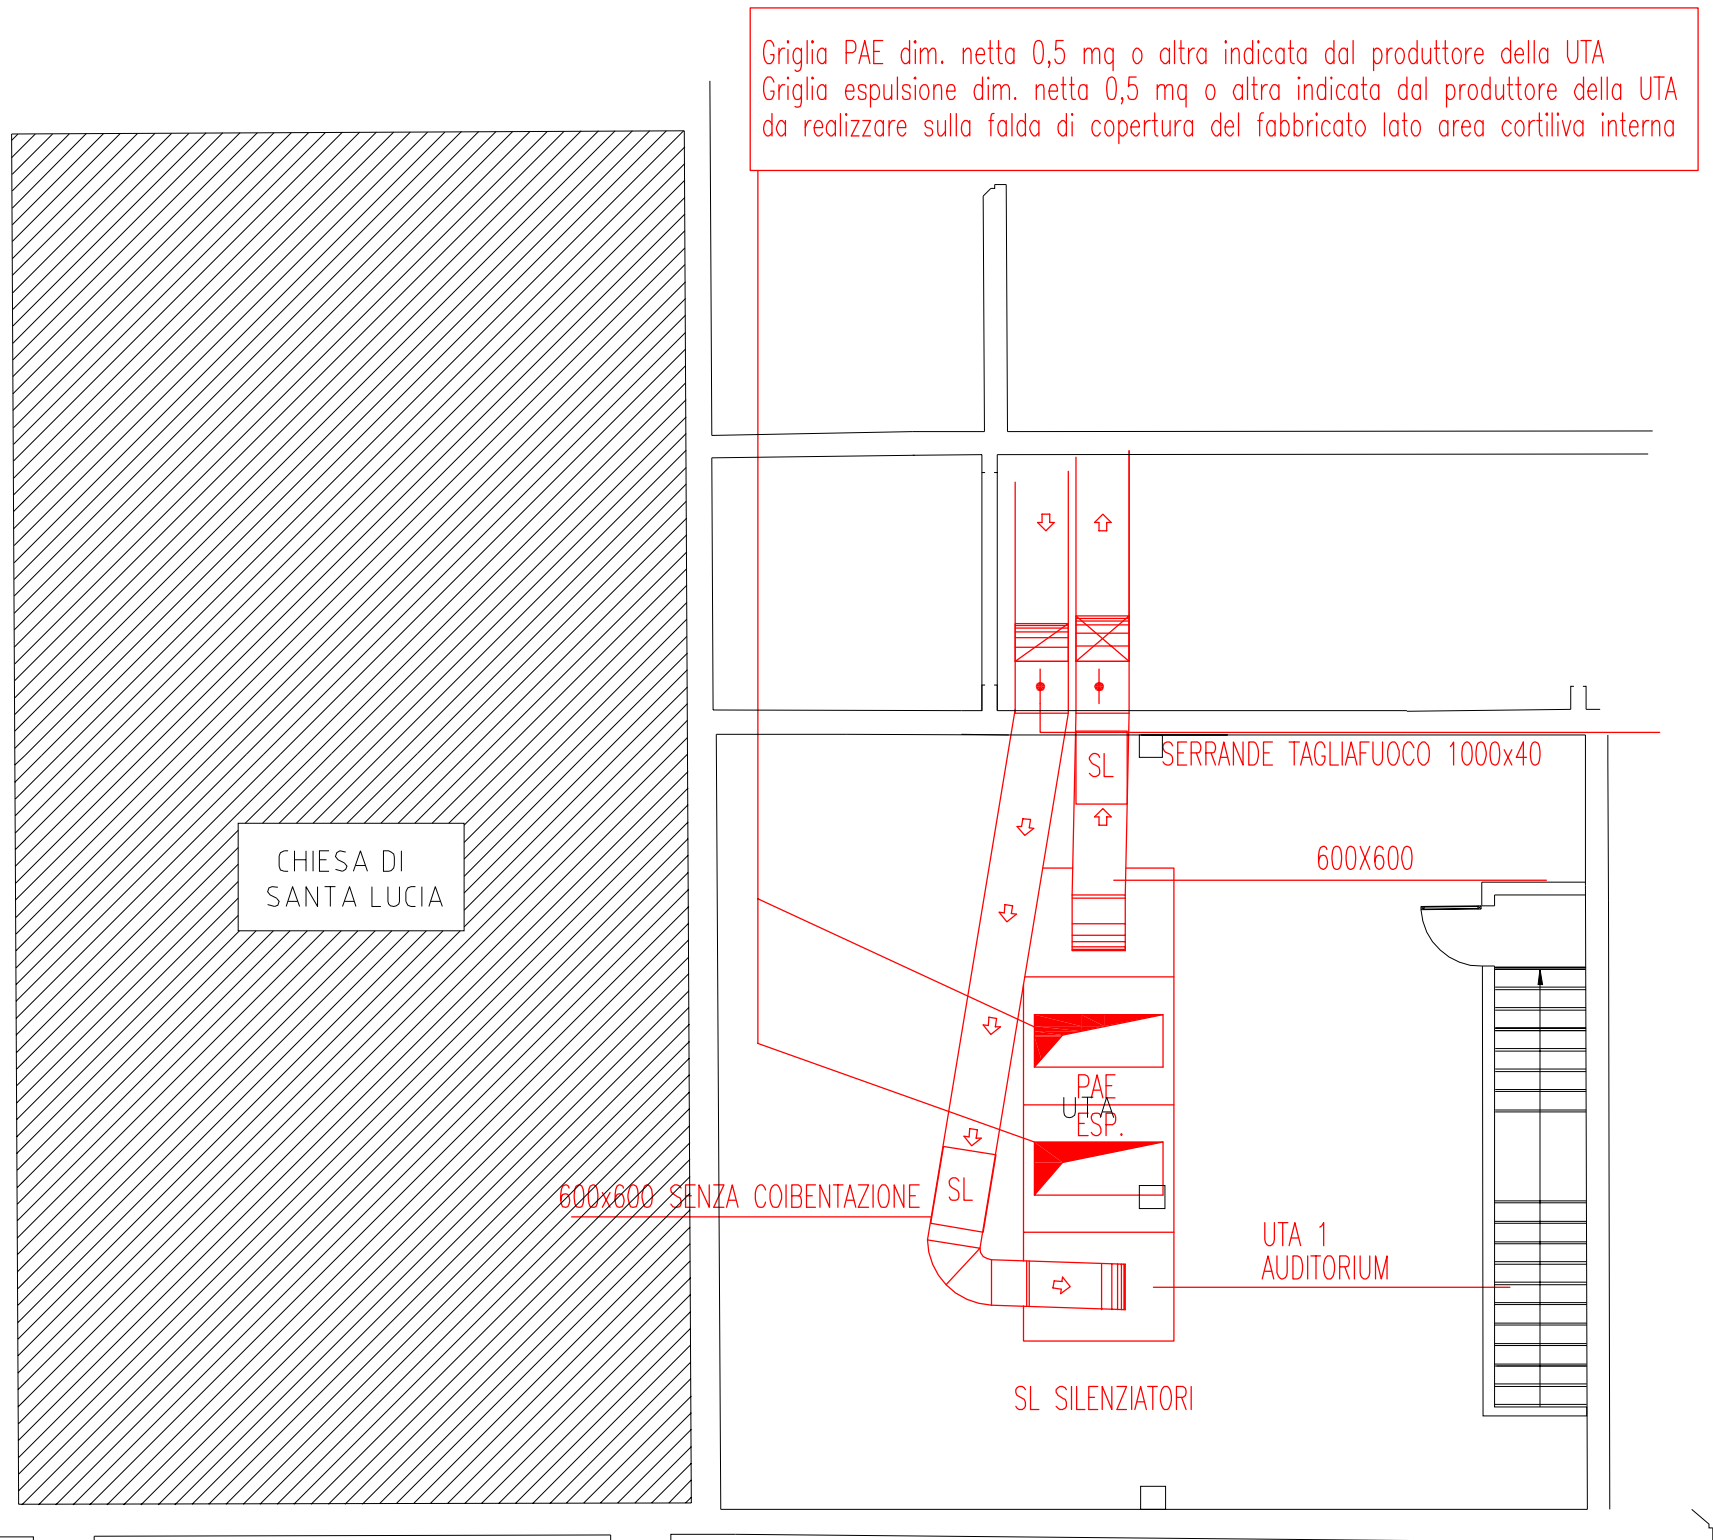 Griglia PAE dim. netta 0,5 mq o altra indicata dal produttore della UTA
Griglia espulsione dim. netta 0,5 mq o altra indicata dal produttore della UTA
da realizzare sulla falda di copertura del fabbricato lato area cortiliva interna
SL
SERRANDE TAGLIAFUOCO 1000x40
CHIESA DI
SANTA LUCIA
600X600
PAE
UTA
ESP.
600x600 SENZA COIBENTAZIONE
SL
UTA 1
AUDITORIUM
SL SILENZIATORI